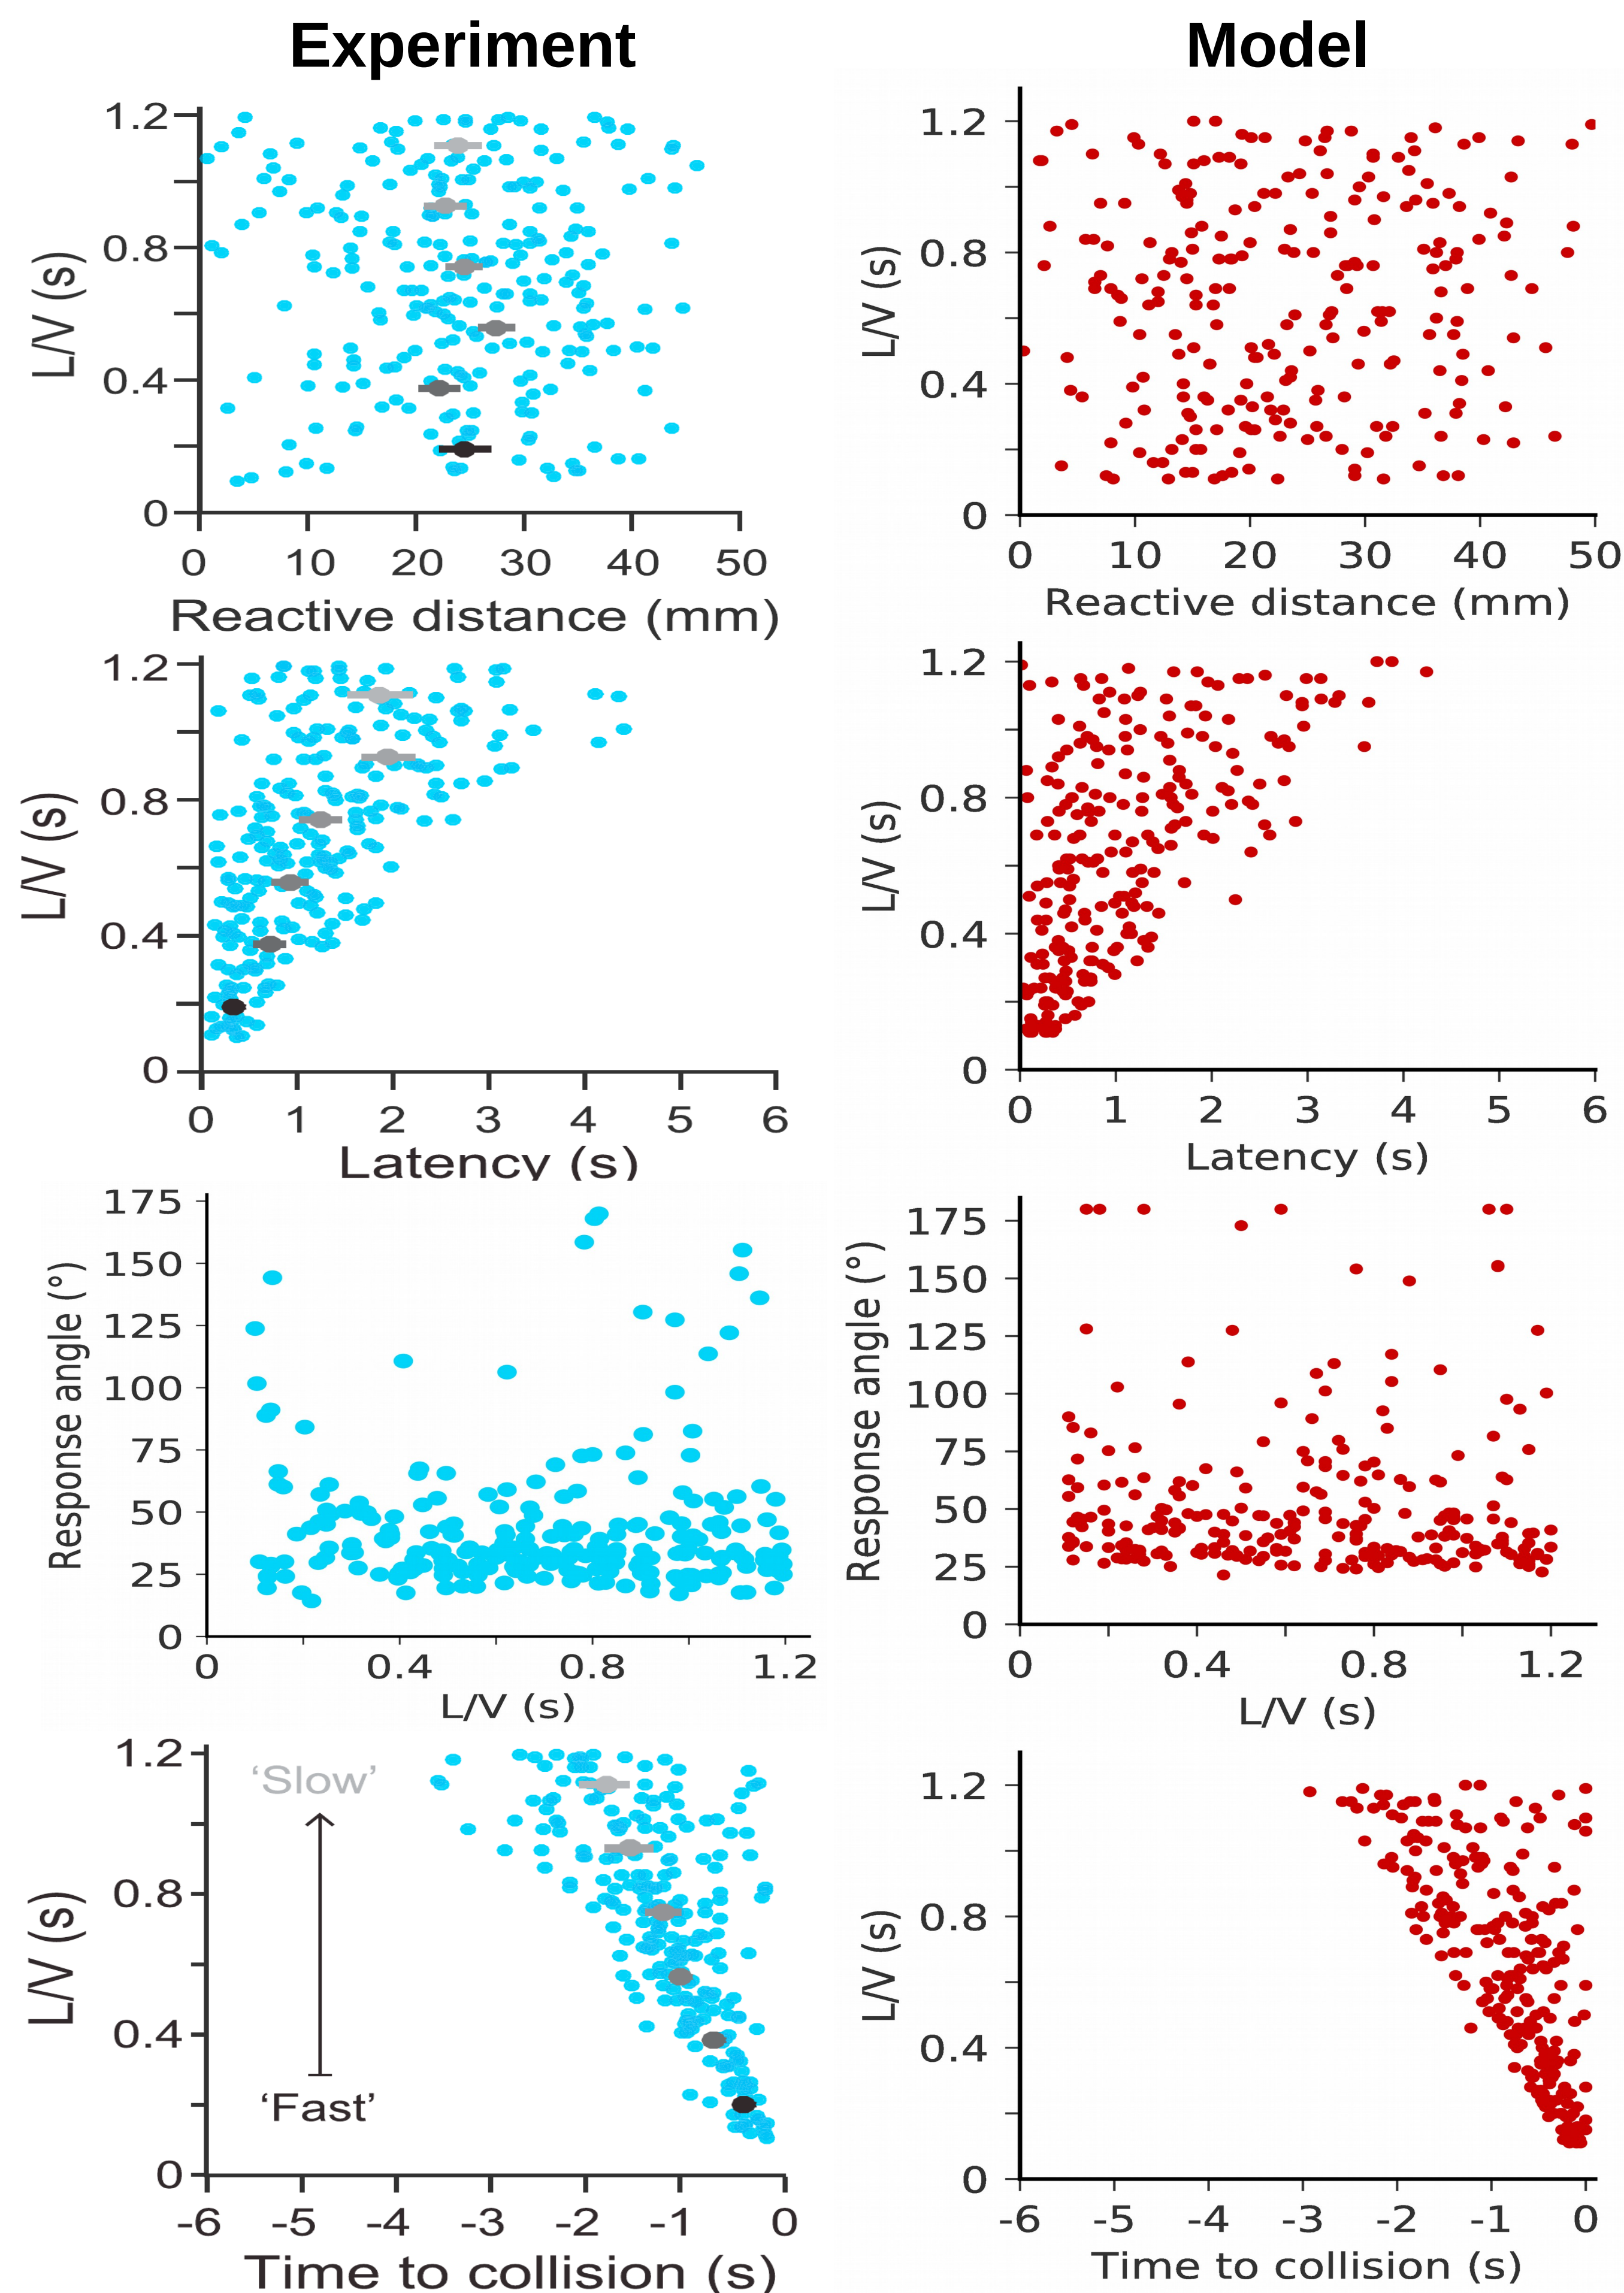 Experiment
Model
1.2
0.8
0.4
0
L/V (s)
0 10 20 30 40 50
Reactive distance (mm)
1.2
0.8
0.4
0
L/V (s)
0 10 20 30 40 50
Reactive distance (mm)
1.2
0.8
0.4
0
L/V (s)
0 1 2 3 4 5 6
Latency (s)
1.2
0.8
0.4
0
L/V (s)
0 1 2 3 4 5 6
Latency (s)
175
150
125
100
75
50
25
0
Response angle (°)
0 0.4 0.8 1.2
L/V (s)
175
150
125
100
75
50
25
0
Response angle (°)
0 0.4 0.8 1.2
L/V (s)
1.2
0.8
0.4
0
L/V (s)
‘Slow’
‘Fast’
-6 -5 -4 -3 -2 -1 0
Time to collision (s)
1.2
0.8
0.4
0
L/V (s)
-6 -5 -4 -3 -2 -1 0
Time to collision (s)